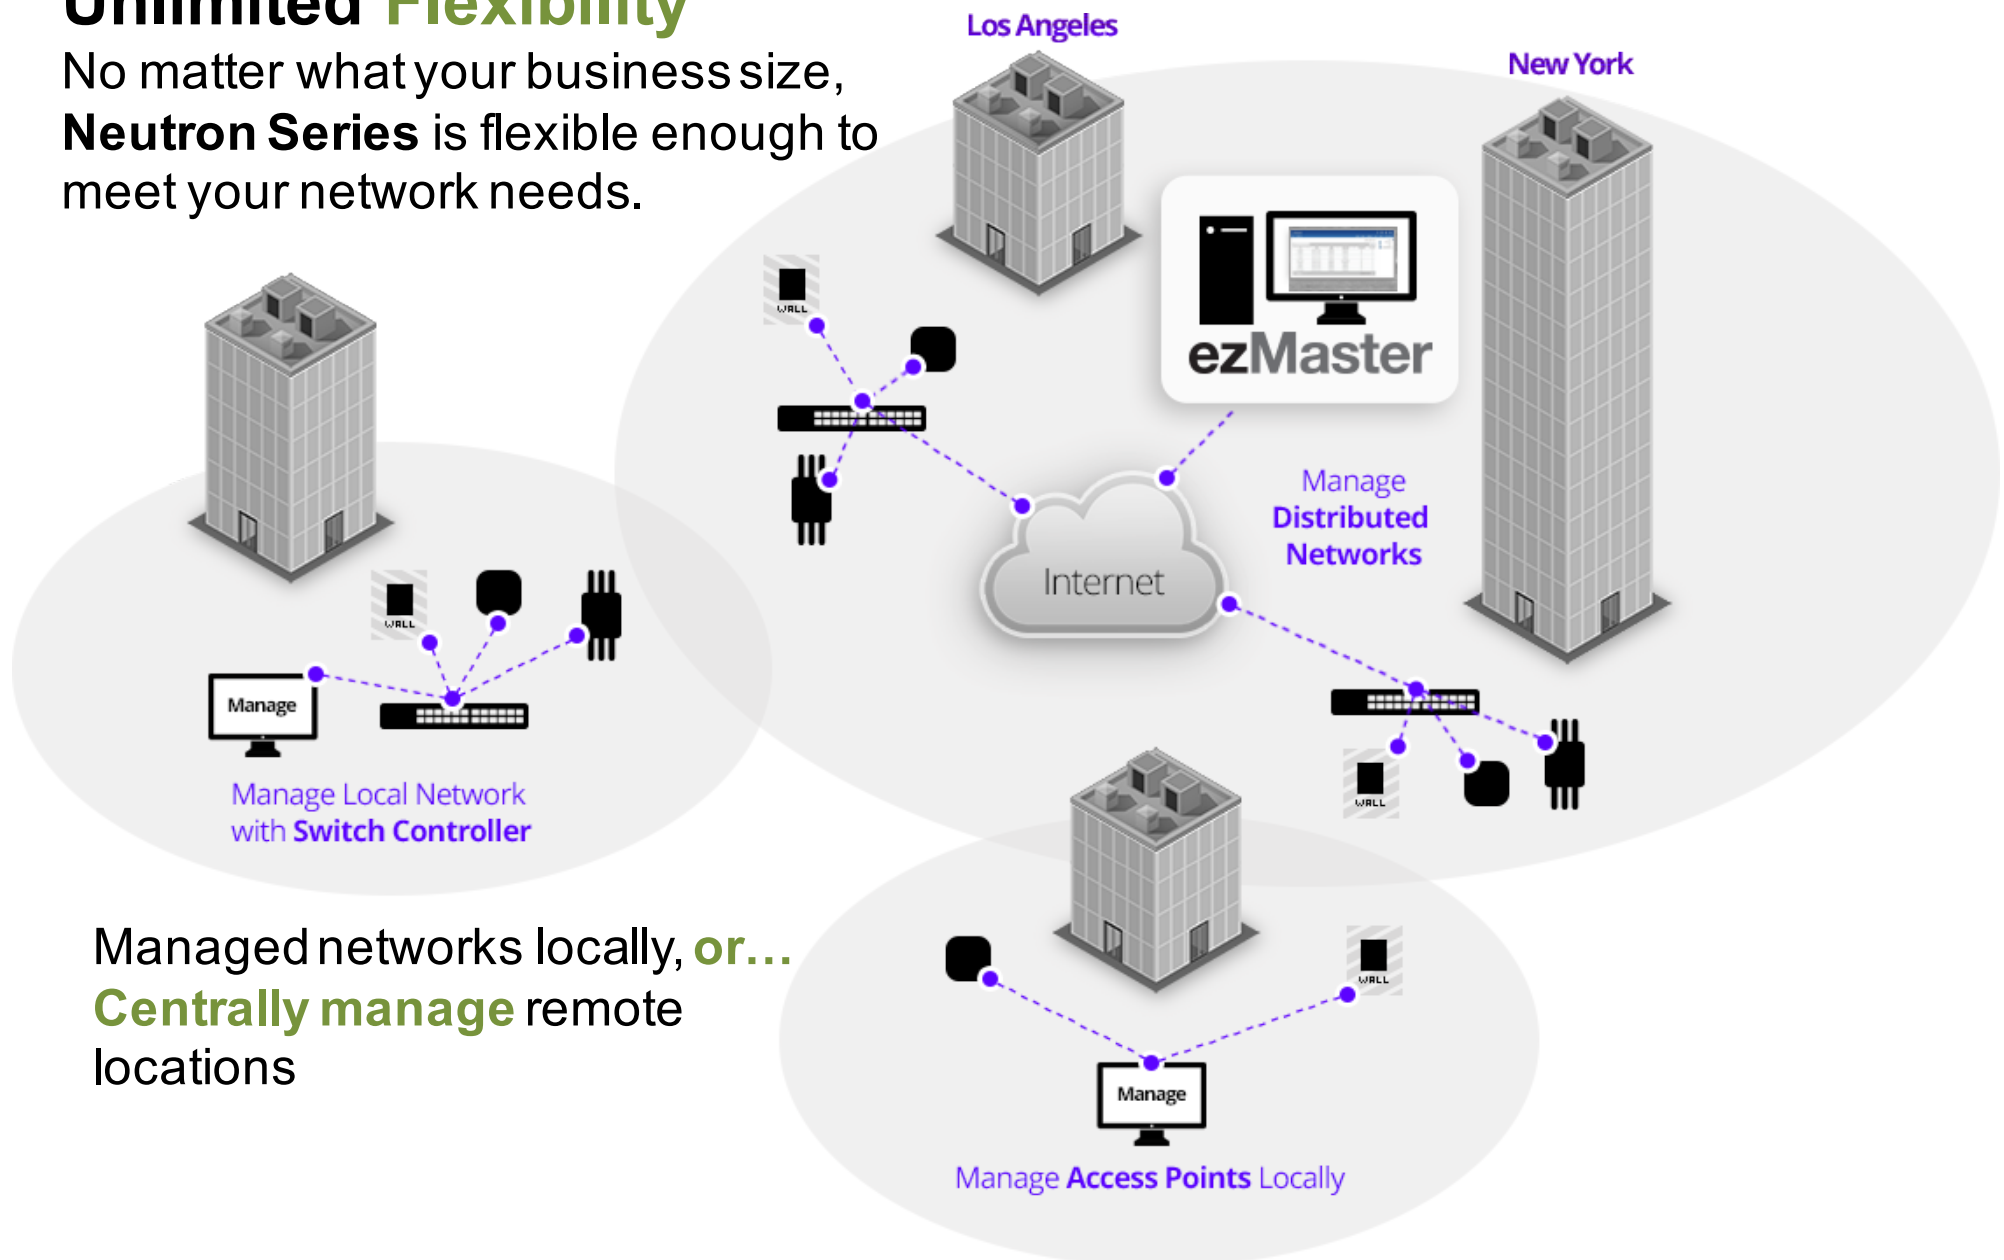 Unlimited Flexibility
No matter what your business size,
Neutron Series is flexible enough to
meet your network needs.
Los Angeles
New York
WALL
ezMaster
Manage
Distributed
Networks
Internet
WALL
Manage
Manage Local Network
with Switch Controller
WALL
Managed networks locally, or...
Centrally manage remote
locations
WALL
Manage
Manage Access Points Locally